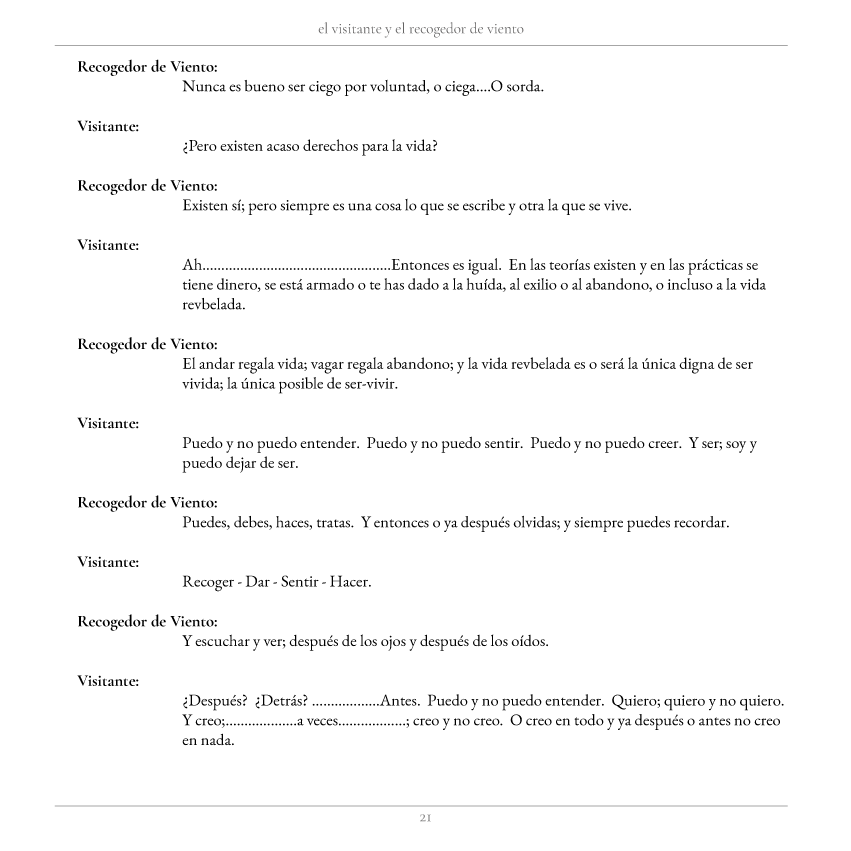 el visitante y el recogedor de viento
Recogedor de Viento:
Nunca es bueno ser ciego por voluntad, o ciega....O sorda.
Visitante:
¿Pero existen acaso derechos para la vida?
Recogedor de Viento:
Existen sí; pero siempre es una cosa lo que se escribe y otra la que se vive.
Visitante:
Ah..................................................Entonces es igual.  En las teorías existen y en las prácticas se
tiene dinero, se está armado o te has dado a la huída, al exilio o al abandono, o incluso a la vida
revbelada.
Recogedor de Viento:
El andar regala vida; vagar regala abandono; y la vida revbelada es o será la única digna de ser
vivida; la única posible de ser-vivir.
Visitante:
Puedo y no puedo entender.  Puedo y no puedo sentir.  Puedo y no puedo creer.  Y ser; soy y
puedo dejar de ser.
Recogedor de Viento:
Puedes, debes, haces, tratas.  Y entonces o ya después olvidas; y siempre puedes recordar.
Visitante:
Recoger - Dar - Sentir - Hacer.
Recogedor de Viento:
Y escuchar y ver; después de los ojos y después de los oídos.
Visitante:
¿Después?  ¿Detrás? ..................Antes.  Puedo y no puedo entender.  Quiero; quiero y no quiero.
Y creo;...................a veces..................; creo y no creo.  O creo en todo y ya después o antes no creo
en nada.
21